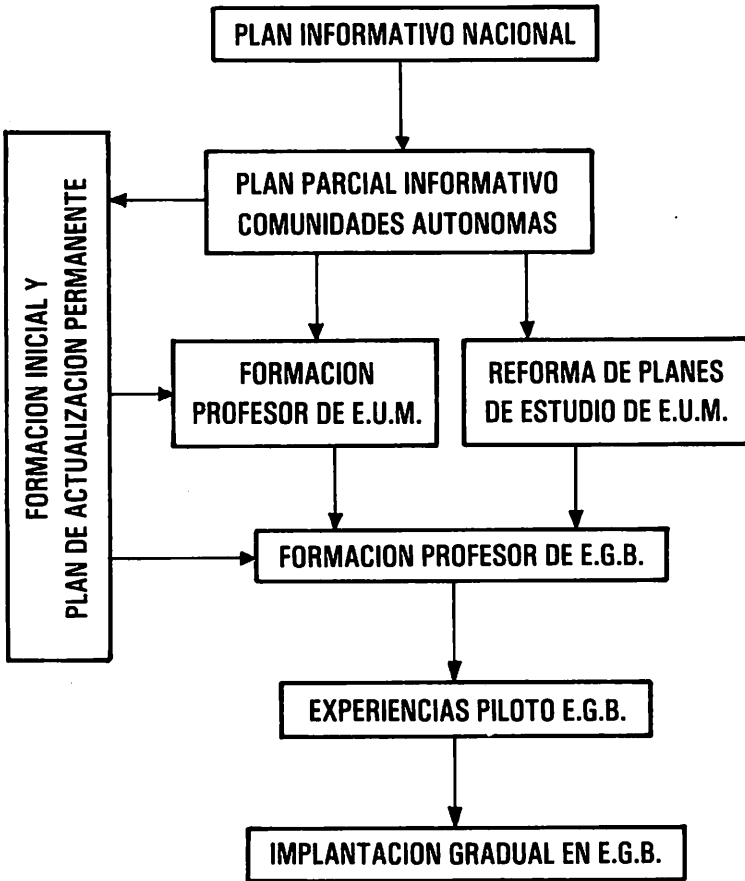 PLAN INFORMATIVO NACIONAL
PLAN PARCIAL INFORMATIVO
COMUNIDADES AUTONOMAS
FORMACION INICIAL Y
PLAN DE ACTUALIZACION PERMANENTE
FORMACION
PROFESOR DE E.U.M.
REFORMA DE PLANES
DE ESTUDIO DE E.U.M.
FORMACION PROFESOR DE E.G.B.
EXPERIENCIAS PILOTO E.G.B.
IMPLANTACION GRADUAL EN E.G.B.